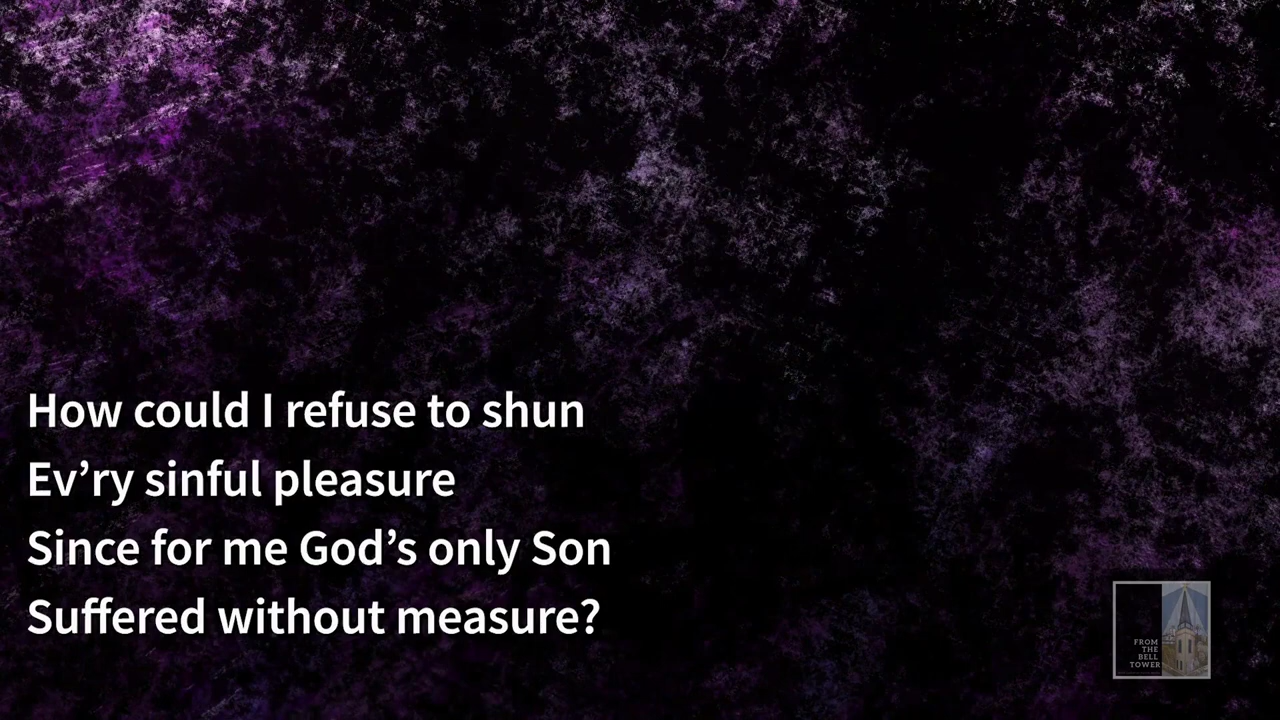 How could I refuse to shun
Ev’ry sinful pleasure
Since for me God’s only Son
Suffered without measure?
FROM
THE
BELL
TOWER